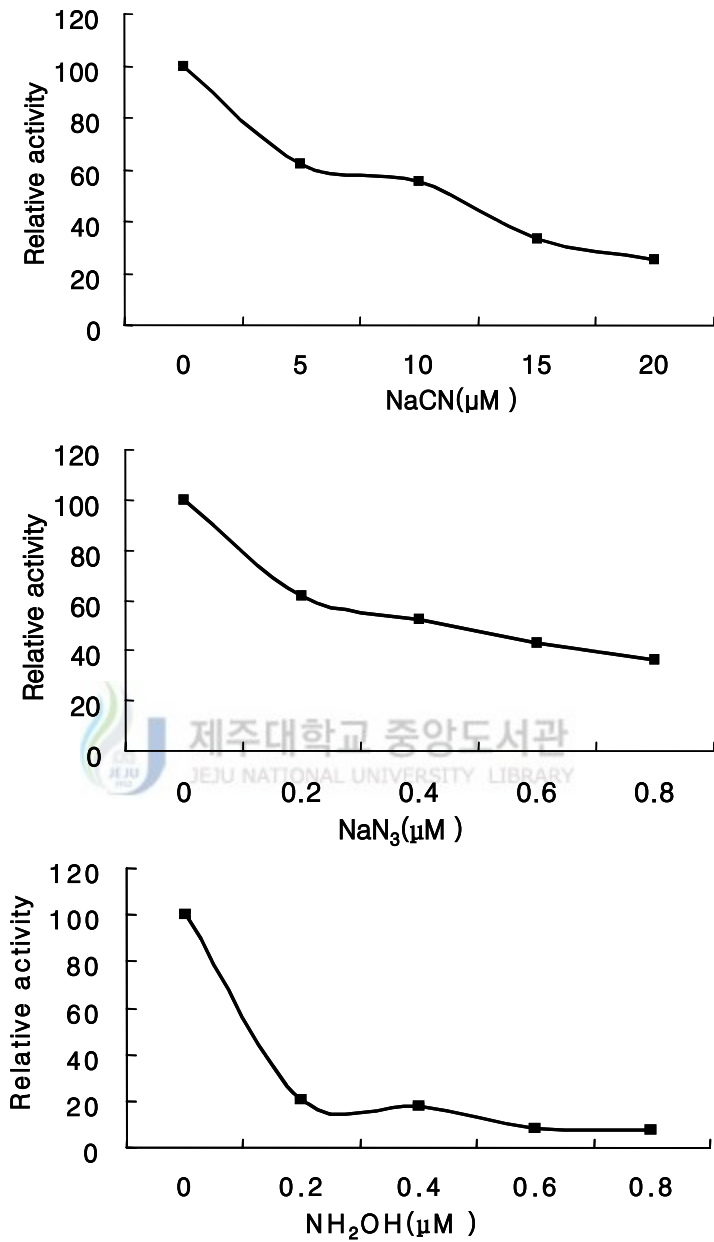 120
100
80
60
40
20
0
Relative activity
0 5 10 15 20
NaCN(μM )
120
100
80
60
40
20
0
Relative activity
제주대학교 중앙도서관
JEJU NATIONAL UNIVERSITY LIBRARY
JEJU
0 0.2 0.4 0.6 0.8
NaN₃(μM )
120
100
80
60
40
20
0
Relative activity
0 0.2 0.4 0.6 0.8
NH₂OH(μM )